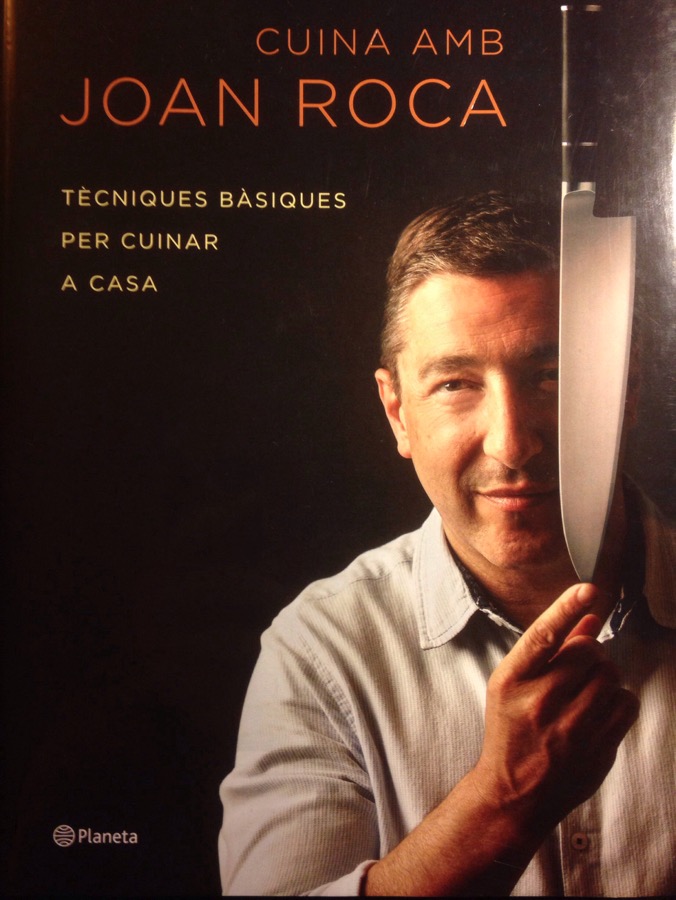 CUINA AMB
JOAN ROCA
TÈCNIQUES BÀSIQUES
PER CUINAR
A CASA
Planeta